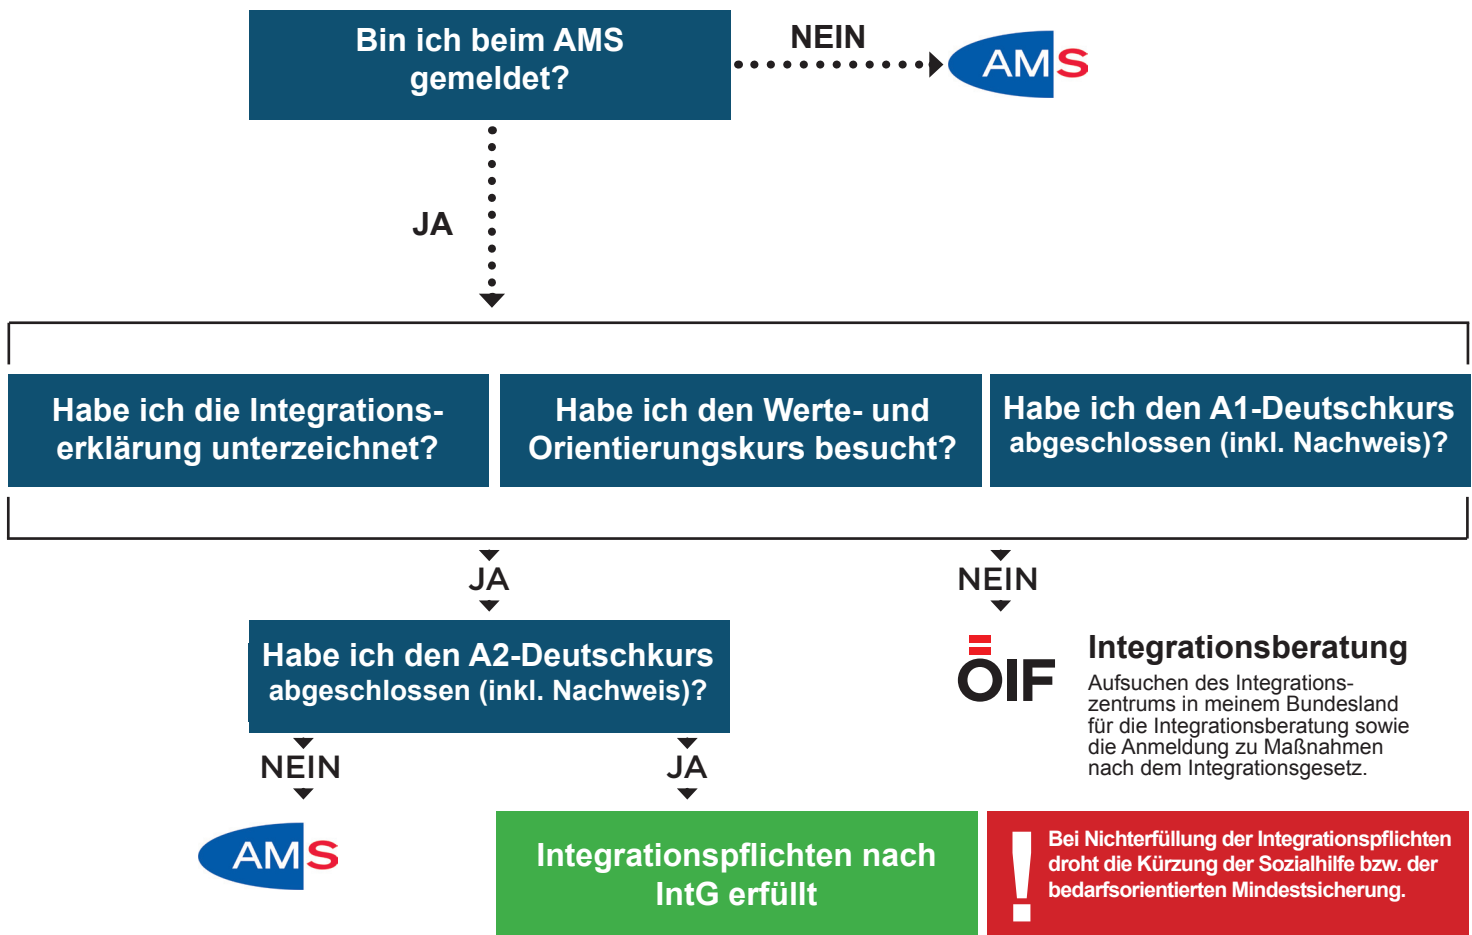 Bin ich beim AMS
gemeldet?
NEIN
AMS
JA
Habe ich die Integrations-
erklärung unterzeichnet?
Habe ich den Werte- und
Orientierungskurs besucht?
Habe ich den A1-Deutschkurs
abgeschlossen (inkl. Nachweis)?
JA
NEIN
Habe ich den A2-Deutschkurs
abgeschlossen (inkl. Nachweis)?
ÖIF
Integrationsberatung
Aufsuchen des Integrations-
zentrums in meinem Bundesland
für die Integrationsberatung sowie
die Anmeldung zu Maßnahmen
nach dem Integrationsgesetz.
NEIN
JA
AMS
Integrationspflichten nach
IntG erfüllt
!
Bei Nichterfüllung der Integrationspflichten
droht die Kürzung der Sozialhilfe bzw. der
bedarfsorientierten Mindestsicherung.